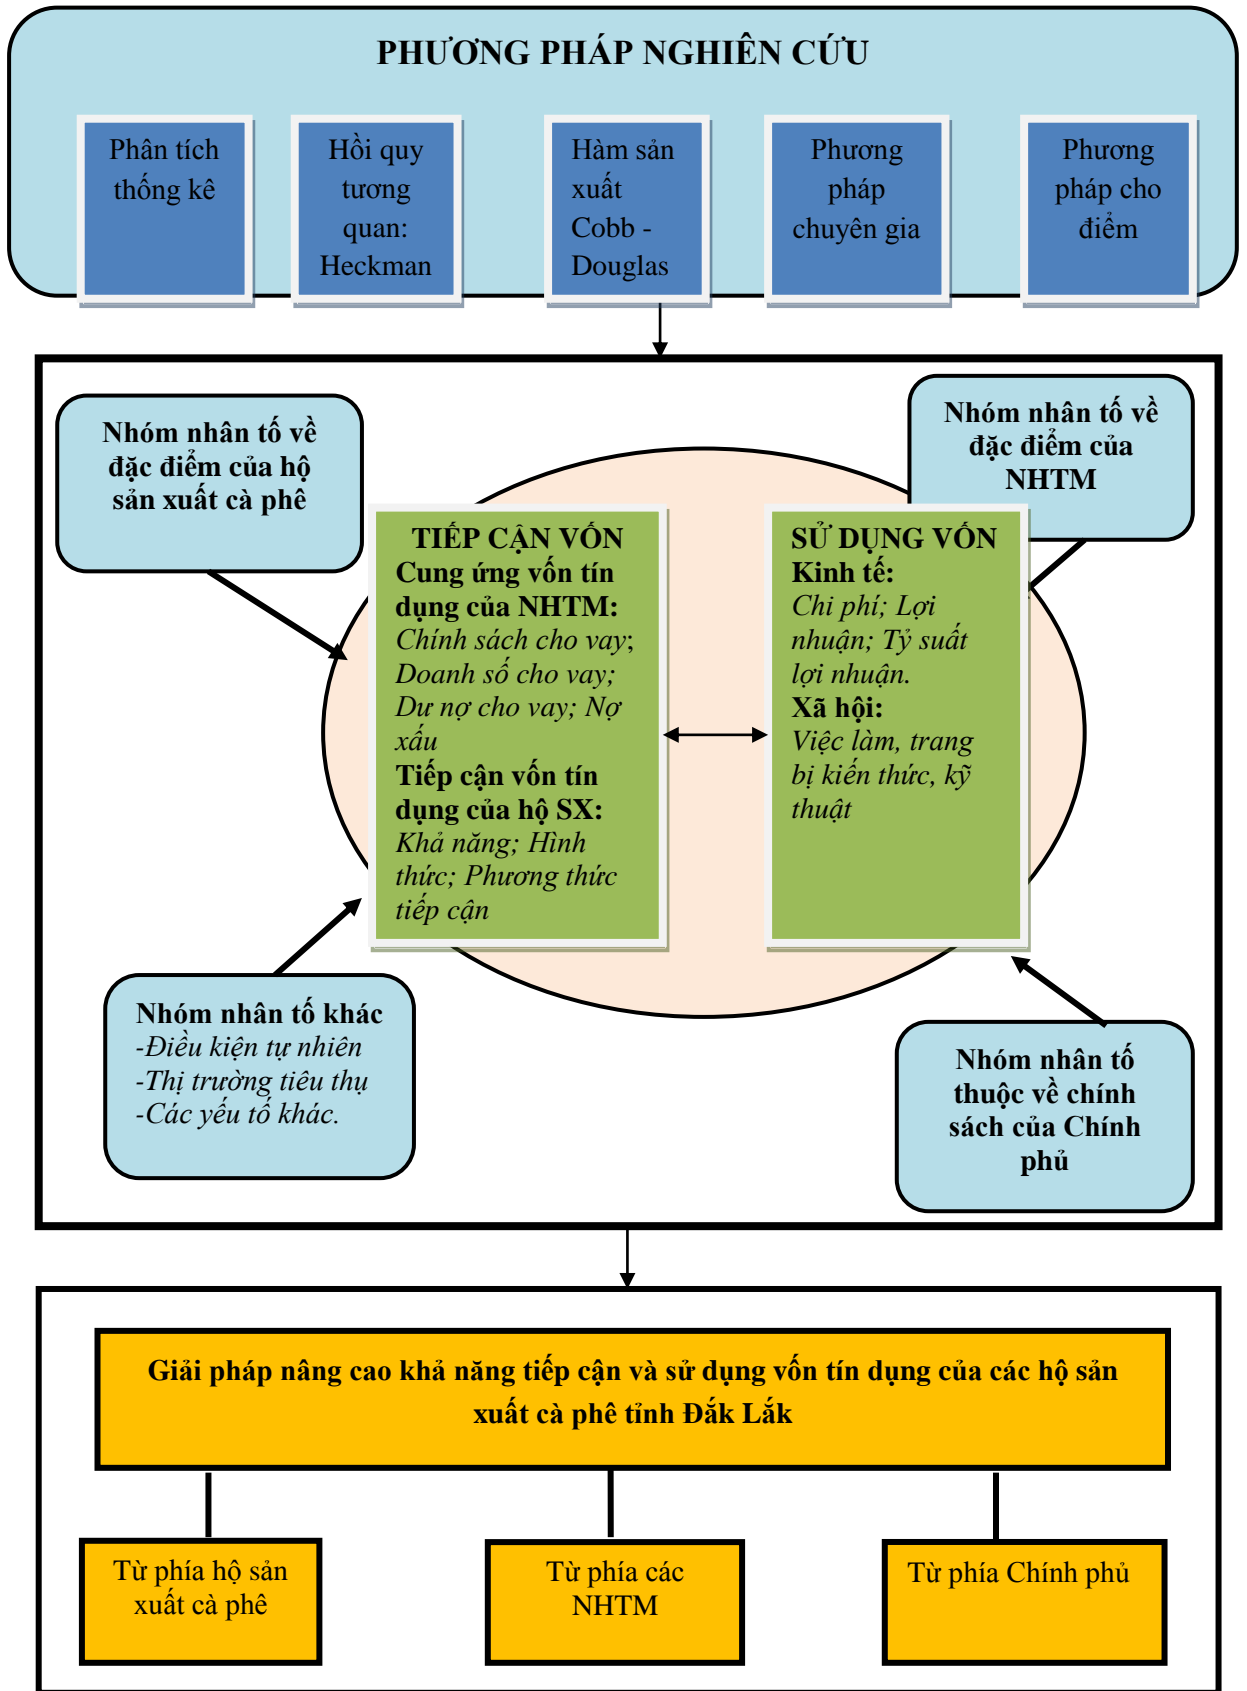 PHƯƠNG PHÁP NGHIÊN CỨU
Phân tích
thống kê
Hồi quy
tương
quan:
Heckman
Hàm sản
xuất
Cobb -
Douglas
Phương
pháp
chuyên gia
Phương
pháp cho
điểm
Nhóm nhân tố về
đặc điểm của hộ
sản xuất cà phê
Nhóm nhân tố về
đặc điểm của
NHTM
TIẾP CẬN VỐN
Cung ứng vốn tín
dụng của NHTM:
Chính sách cho vay;
Doanh số cho vay;
Dư nợ cho vay; Nợ
xấu
Tiếp cận vốn tín
dụng của hộ SX:
Khả năng; Hình
thức; Phương thức
tiếp cận
SỬ DỤNG VỐN
Kinh tế:
Chi phí; Lợi
nhuận; Tỷ suất
lợi nhuận.
Xã hội:
Việc làm, trang
bị kiến thức, kỹ
thuật
Nhóm nhân tố khác
-Điều kiện tự nhiên
-Thị trường tiêu thụ
-Các yếu tố khác.
Nhóm nhân tố
thuộc về chính
sách của Chính
phủ
Giải pháp nâng cao khả năng tiếp cận và sử dụng vốn tín dụng của các hộ sản
xuất cà phê tỉnh Đắk Lắk
Từ phía hộ sản
xuất cà phê
Từ phía các
NHTM
Từ phía Chính phủ